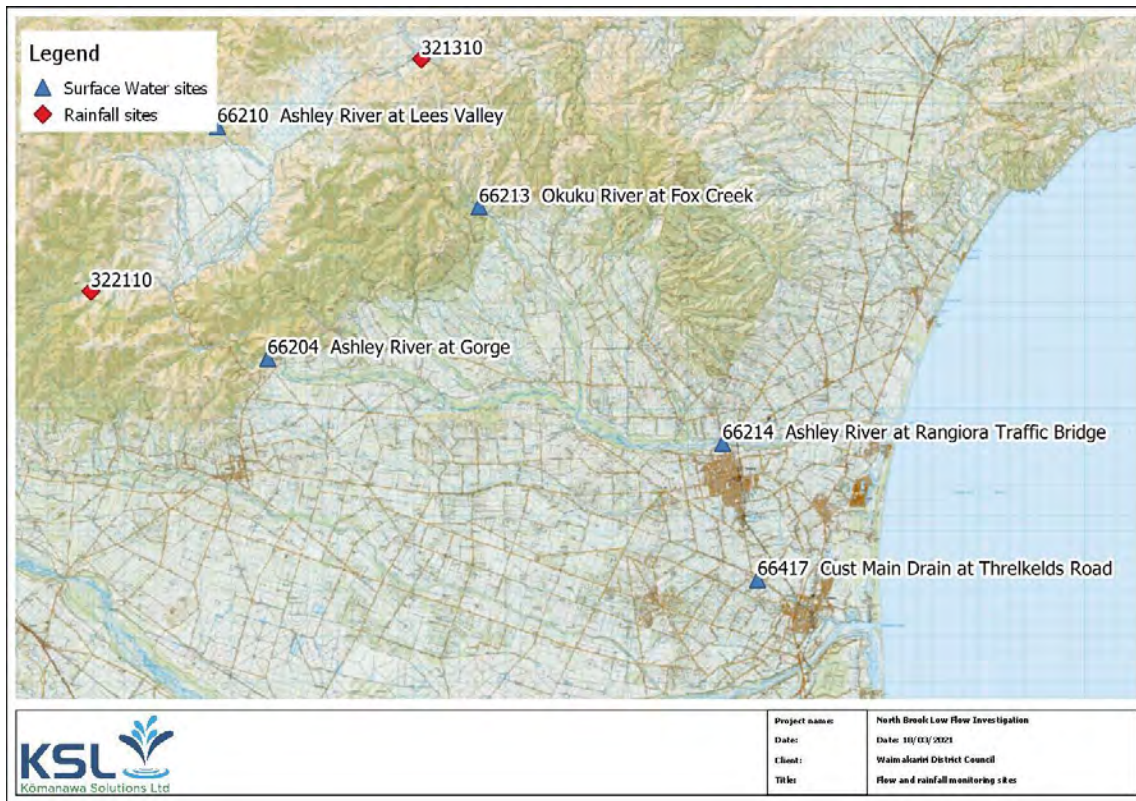 Legend
Surface Water sites
Rainfall sites
321310
66210 Ashley River at Lees Valley
66213 Okuku River at Fox Creek
322110
66204 Ashley River at Gorge
66214 Ashley River at Rangiora Traffic Bridge
66417 Cust Main Drain at Threlkelds Road
KSL
Kōmanawa Solutions Ltd
Project name: North Brook Low Flow Investigation
Date: Date: 18/03/2021
Client: Waimakariri District Council
Title: Flow and rainfall monitoring sites